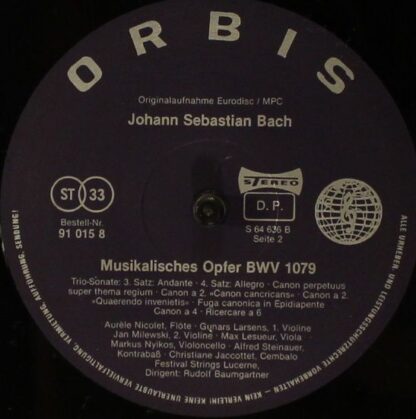 ORBIS
Originalaufnahme Eurodisc / MPC
Johann Sebastian Bach
ST 33
STEREO
D. P.
Bestell-Nr.
91 015 8
S 64 636 B
Seite 2
Musikalisches Opfer BWV 1079
Trio-Sonate: 3. Satz: Andante · 4. Satz: Allegro · Canon perpetuus
super thema regium · Canon a 2. »Canon cancricans« · Canon a 2.
»Quaerendo invenietis« · Fuga canonica in Epidiapente
Canon a 4 · Ricercare a 6
Aurèle Nicolet, Flöte · Gunars Larsens, 1. Violine
Jan Milewski, 2. Violine · Max Lesueur, Viola
Markus Nyikos, Violoncello · Alfred Steinauer,
Kontrabaß · Christiane Jaccottet, Cembalo
Festival Strings Lucerne,
Dirigent: Rudolf Baumgartner
ALLE URHEBER- UND LEISTUNGSSCHUTZRECHTE VORBEHALTEN · KEIN VERLEIH! KEINE UNERLAUBTE VERVIELFÄLTIGUNG, VERMIETUNG, AUFFÜHRUNG, SENDUNG!